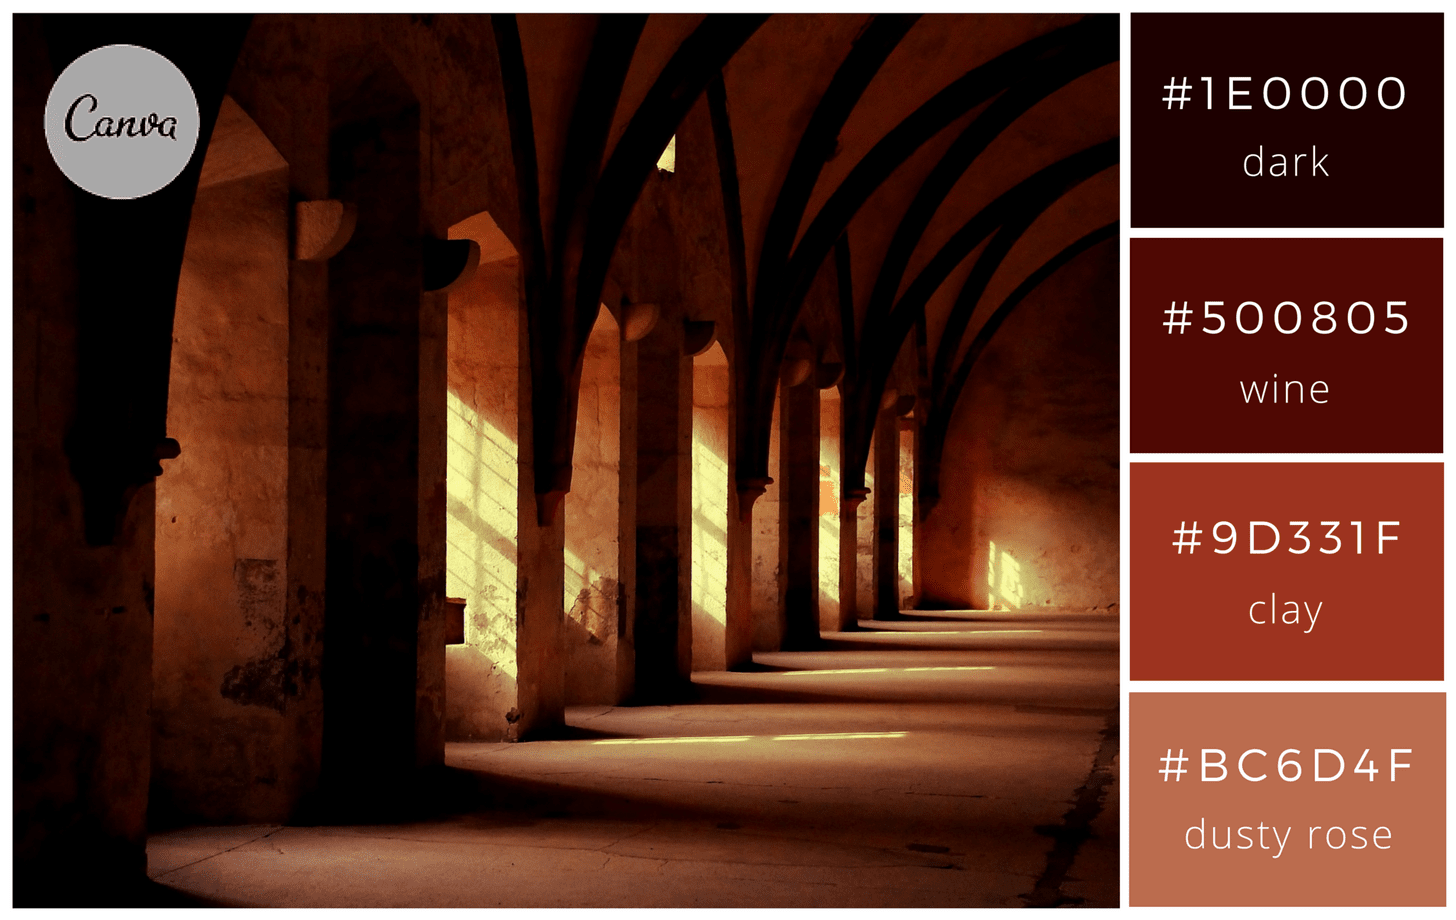 Canva
#1E0000
dark
#500805
wine
#9D331F
clay
#BC6D4F
dusty rose